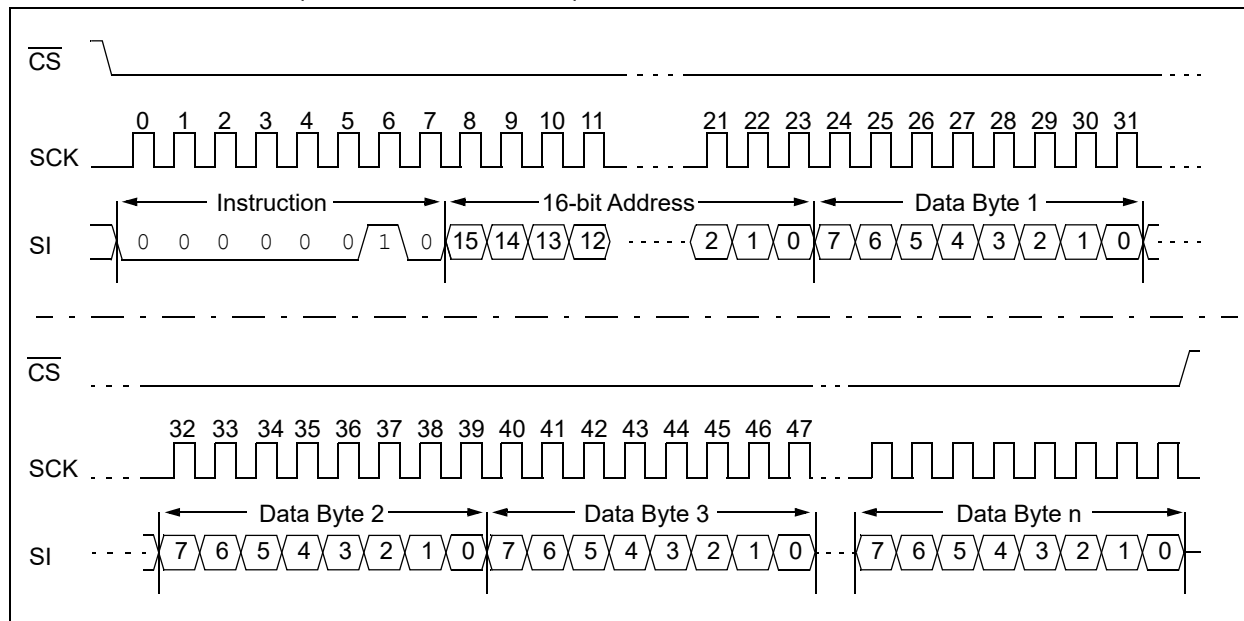 CS
0 1 2 3 4 5 6 7 8 9 10 11 21 22 23 24 25 26 27 28 29 30 31
SCK
Instruction 16-bit Address Data Byte 1
SI 0 0 0 0 0 0 1 0 15 14 13 12 2 1 0 7 6 5 4 3 2 1 0
CS
32 33 34 35 36 37 38 39 40 41 42 43 44 45 46 47
SCK
Data Byte 2 Data Byte 3 Data Byte n
SI 7 6 5 4 3 2 1 0 7 6 5 4 3 2 1 0 7 6 5 4 3 2 1 0